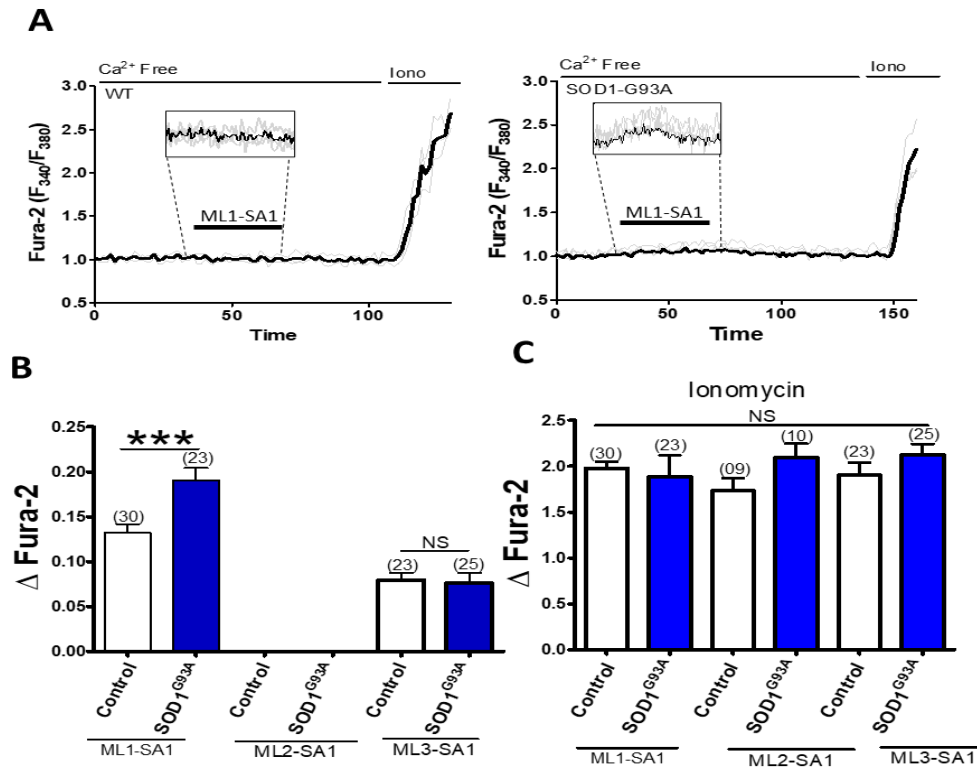 A
Ca2+ Free
Iono
WT
ML1-SA1
Fura-2 (F340/F380)
3.0
2.5
2.0
1.5
1.0
0.5
0
50
100
Time
Ca2+ Free
Iono
SOD1-G93A
ML1-SA1
Fura-2 (F340/F380)
3.0
2.5
2.0
1.5
1.0
0.5
0
50
100
150
Time
B
Δ Fura-2
0.25
0.20
0.15
0.10
0.05
0.00
***
(30)
(23)
NS
(23)
(25)
Control
SOD1G93A
Control
SOD1G93A
Control
SOD1G93A
ML1-SA1
ML2-SA1
ML3-SA1
C
Ionomycin
NS
Δ Fura-2
2.5
2.0
1.5
1.0
0.5
0.0
(30)
(23)
(09)
(10)
(23)
(25)
Control
SOD1G93A
Control
SOD1G93A
Control
SOD1G93A
ML1-SA1
ML2-SA1
ML3-SA1